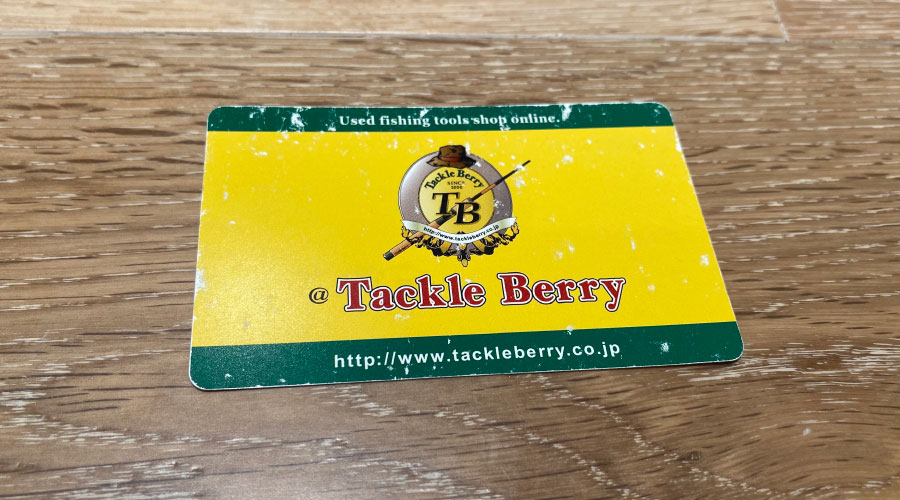 Used fishing tools shop online.
Tackle Berry
SINCE
TB
http://www.tackleberry.co.jp
@ Tackle Berry
http://www.tackleberry.co.jp